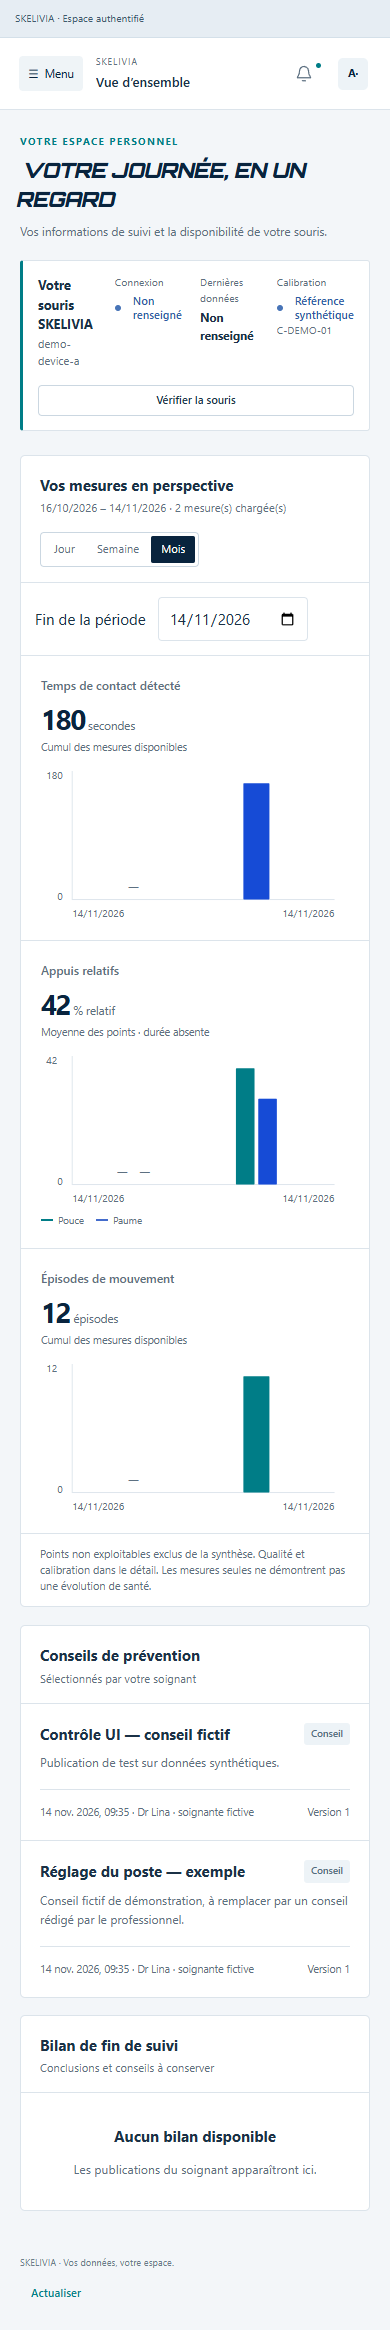 SKELIVIA · Espace authentifié
☰ Menu
SKELIVIA
Vue d’ensemble
A·
VOTRE ESPACE PERSONNEL
VOTRE JOURNÉE, EN UN
REGARD
Vos informations de suivi et la disponibilité de votre souris.
Votre
souris
SKELIVIA
demo-
device-a
Connexion
Non
renseigné
Dernières
données
Non
renseigné
Calibration
Référence
synthétique
C-DEMO-01
Vérifier la souris
Vos mesures en perspective
16/10/2026 – 14/11/2026 · 2 mesure(s) chargée(s)
Jour Semaine Mois
Fin de la période 14/11/2026
Temps de contact détecté
180 secondes
Cumul des mesures disponibles
180
—
0
14/11/2026 14/11/2026
Appuis relatifs
42 % relatif
Moyenne des points · durée absente
42
— —
0
14/11/2026 14/11/2026
Pouce Paume
Épisodes de mouvement
12 épisodes
Cumul des mesures disponibles
12
—
0
14/11/2026 14/11/2026
Points non exploitables exclus de la synthèse. Qualité et
calibration dans le détail. Les mesures seules ne démontrent pas
une évolution de santé.
Conseils de prévention
Sélectionnés par votre soignant
Contrôle UI — conseil fictif Conseil
Publication de test sur données synthétiques.
14 nov. 2026, 09:35 · Dr Lina · soignante fictive Version 1
Réglage du poste — exemple Conseil
Conseil fictif de démonstration, à remplacer par un conseil
rédigé par le professionnel.
14 nov. 2026, 09:35 · Dr Lina · soignante fictive Version 1
Bilan de fin de suivi
Conclusions et conseils à conserver
Aucun bilan disponible
Les publications du soignant apparaîtront ici.
SKELIVIA · Vos données, votre espace.
Actualiser